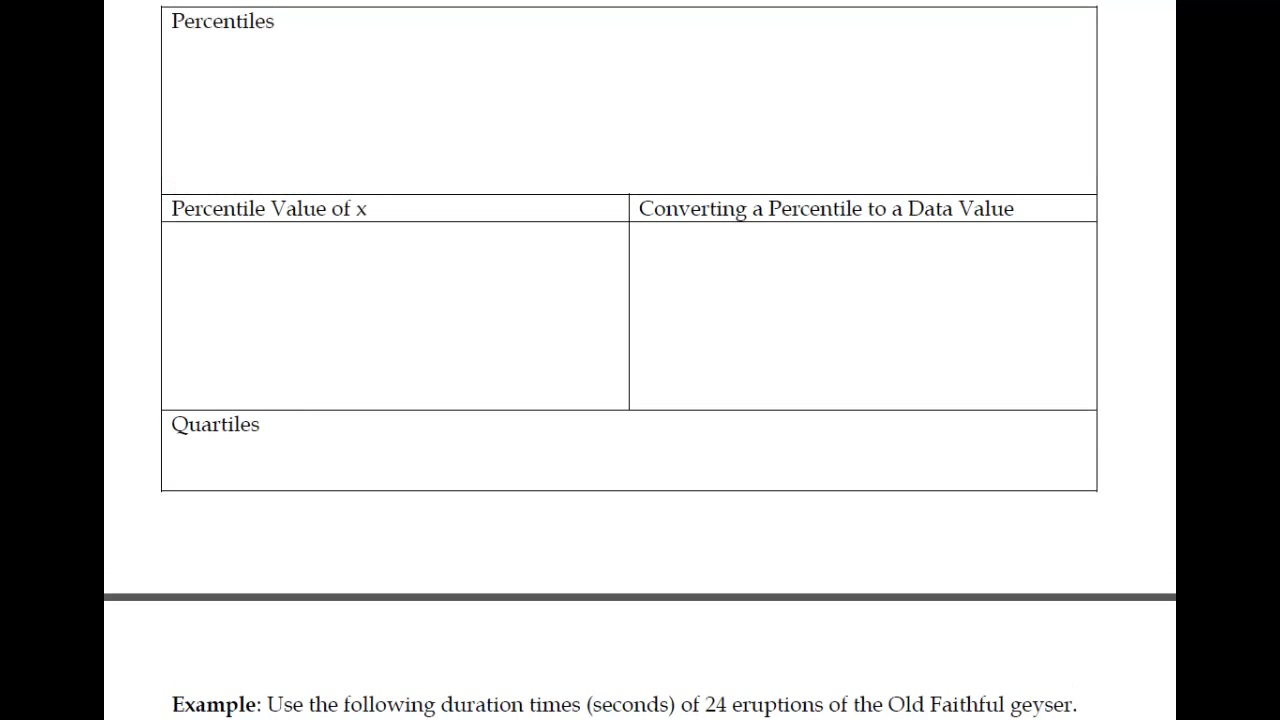 Percentiles
Percentile Value of x
Converting a Percentile to a Data Value
Quartiles
Example: Use the following duration times (seconds) of 24 eruptions of the Old Faithful geyser.